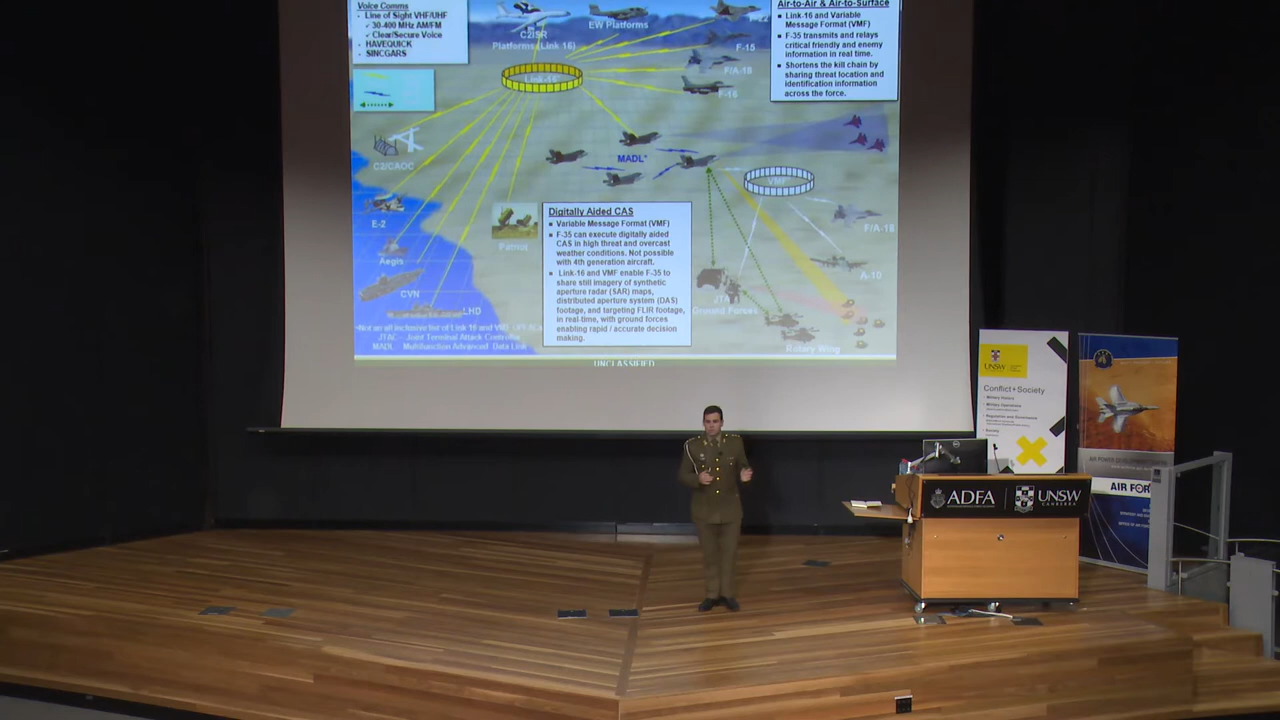 Voice Comms
Line of Sight VHF/UHF
30-400 MHz AM/FM
Clear/Secure Voice
HAVEQUICK
SINCGARS
C2ISR
Platforms (Link 16)
EW Platforms
F-22
F-15
F/A-18
F-16
Link-16
Air-to-Air & Air-to-Surface
Link-16 and Variable
Message Format (VMF)
F-35 transmits and relays
critical friendly and enemy
information in real time.
Shortens the kill chain by
sharing threat location and
identification information
across the force.
C2/CAOC
MADL*
VMF
E-2
Aegis
CVN
LHD
Patriot
Digitally Aided CAS
Variable Message Format (VMF)
F-35 can execute digitally aided
CAS in high threat and overcast
weather conditions. Not possible
with 4th generation aircraft.
Link-16 and VMF enable F-35 to
share still imagery of synthetic
aperture radar (SAR) maps,
distributed aperture system (DAS)
footage, and targeting FLIR footage,
in real-time, with ground forces
enabling rapid / accurate decision
making.
F/A-18
A-10
JTAC
Ground Forces
Rotary Wing
Not an all inclusive list of Link 16 and VMF
JTAC - Joint Terminal Attack Controller
MADL - Multifunction Advanced Data Link
UNCLASSIFIED
UNSW
Conflict+Society
AIR POWER DEVELOPMENT
AIR FOR
ADFA
UNSW
CANBERRA